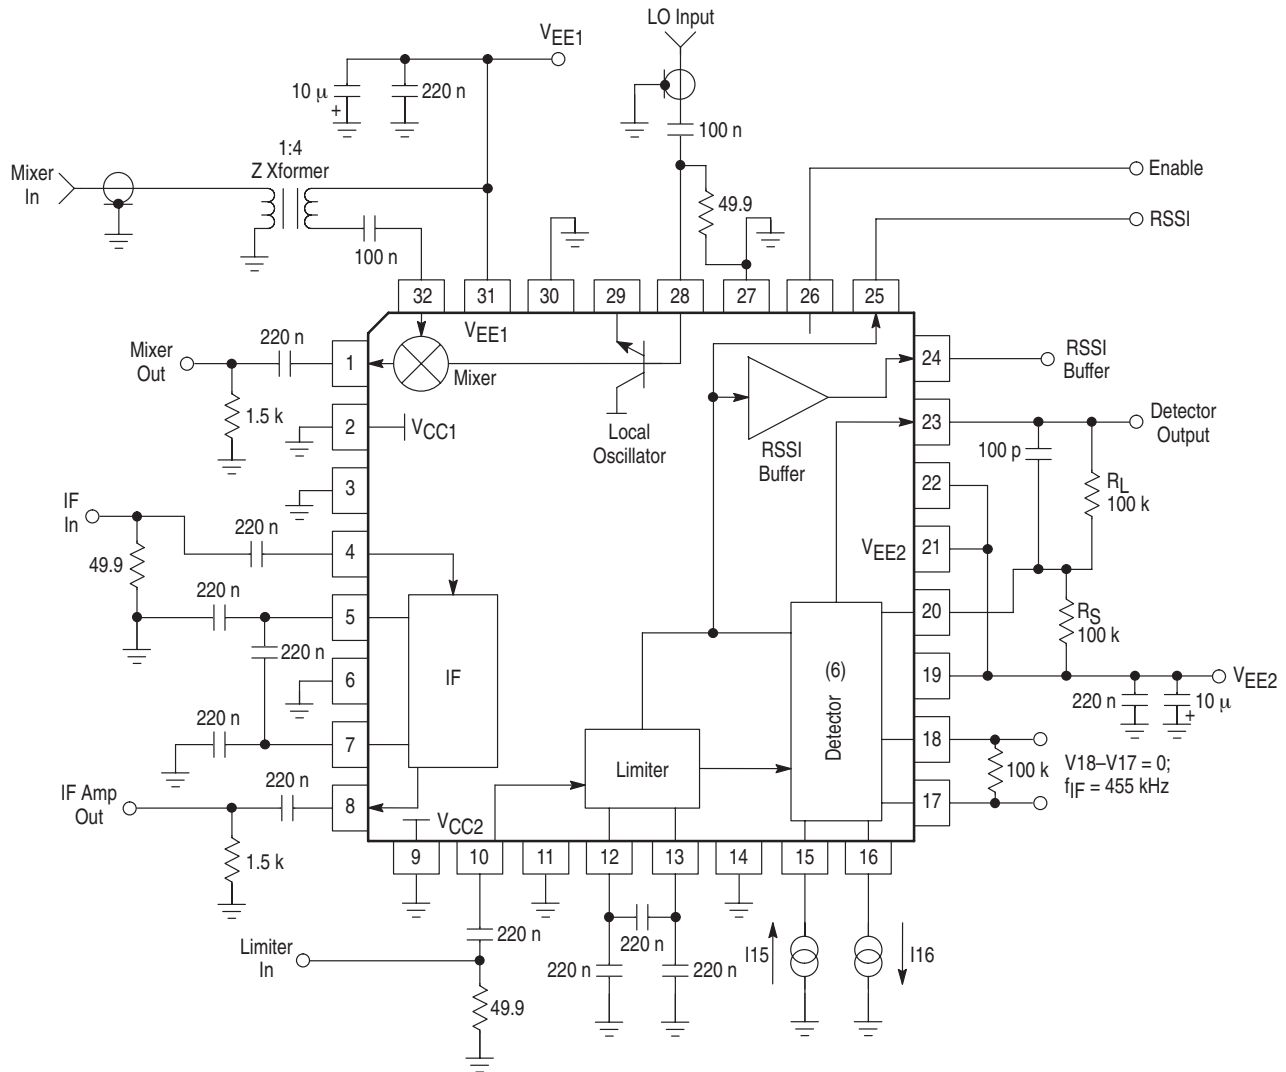 LO Input
VEE1
10 µ
+
220 n
100 n
1:4
Z Xformer
Mixer
In
Enable
49.9
RSSI
100 n
32
31
30
29
28
27
26
25
VEE1
220 n
Mixer
Out
1
Mixer
24
RSSI
Buffer
1.5 k
2
VCC1
Local
Oscillator
RSSI
Buffer
23
Detector
Output
100 p
RL
100 k
3
22
IF
In
220 n
4
VEE2
21
49.9
220 n
5
20
RS
100 k
220 n
6
IF
(6)
Detector
19
VEE2
220 n
10 µ
+
220 n
7
18
100 k
V18–V17 = 0;
fIF = 455 kHz
Limiter
17
IF Amp
Out
220 n
8
VCC2
1.5 k
9
10
11
12
13
14
15
16
220 n
220 n
Limiter
In
220 n
220 n
I15
I16
49.9